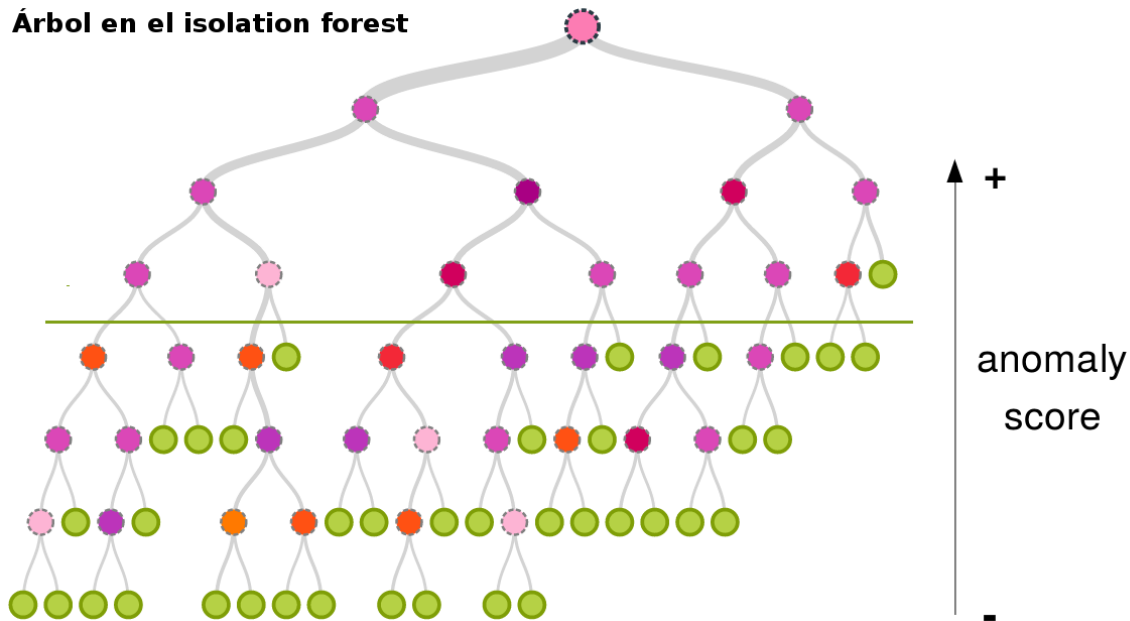 Árbol en el isolation forest
+
anomaly
score
-